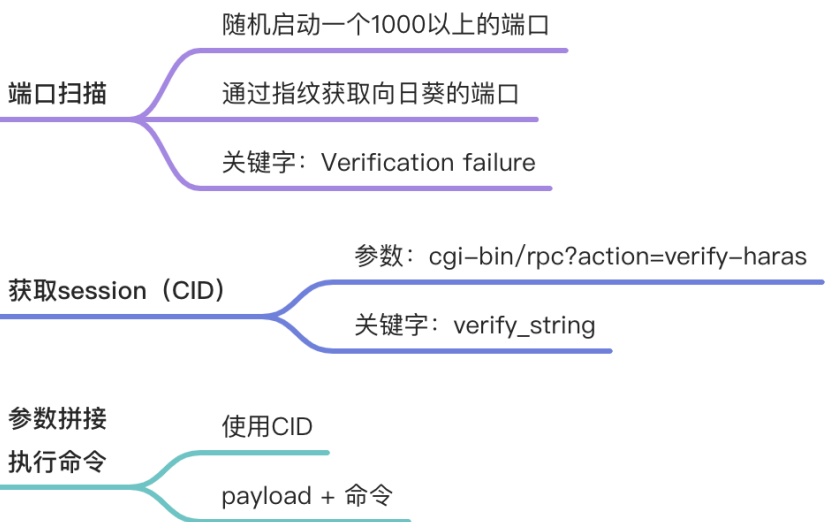 随机启动一个1000以上的端口
端口扫描
通过指纹获取向日葵的端口
关键字：Verification failure
参数：cgi-bin/rpc?action=verify-haras
获取session（CID）
关键字：verify_string
参数拼接
执行命令
使用CID
payload + 命令